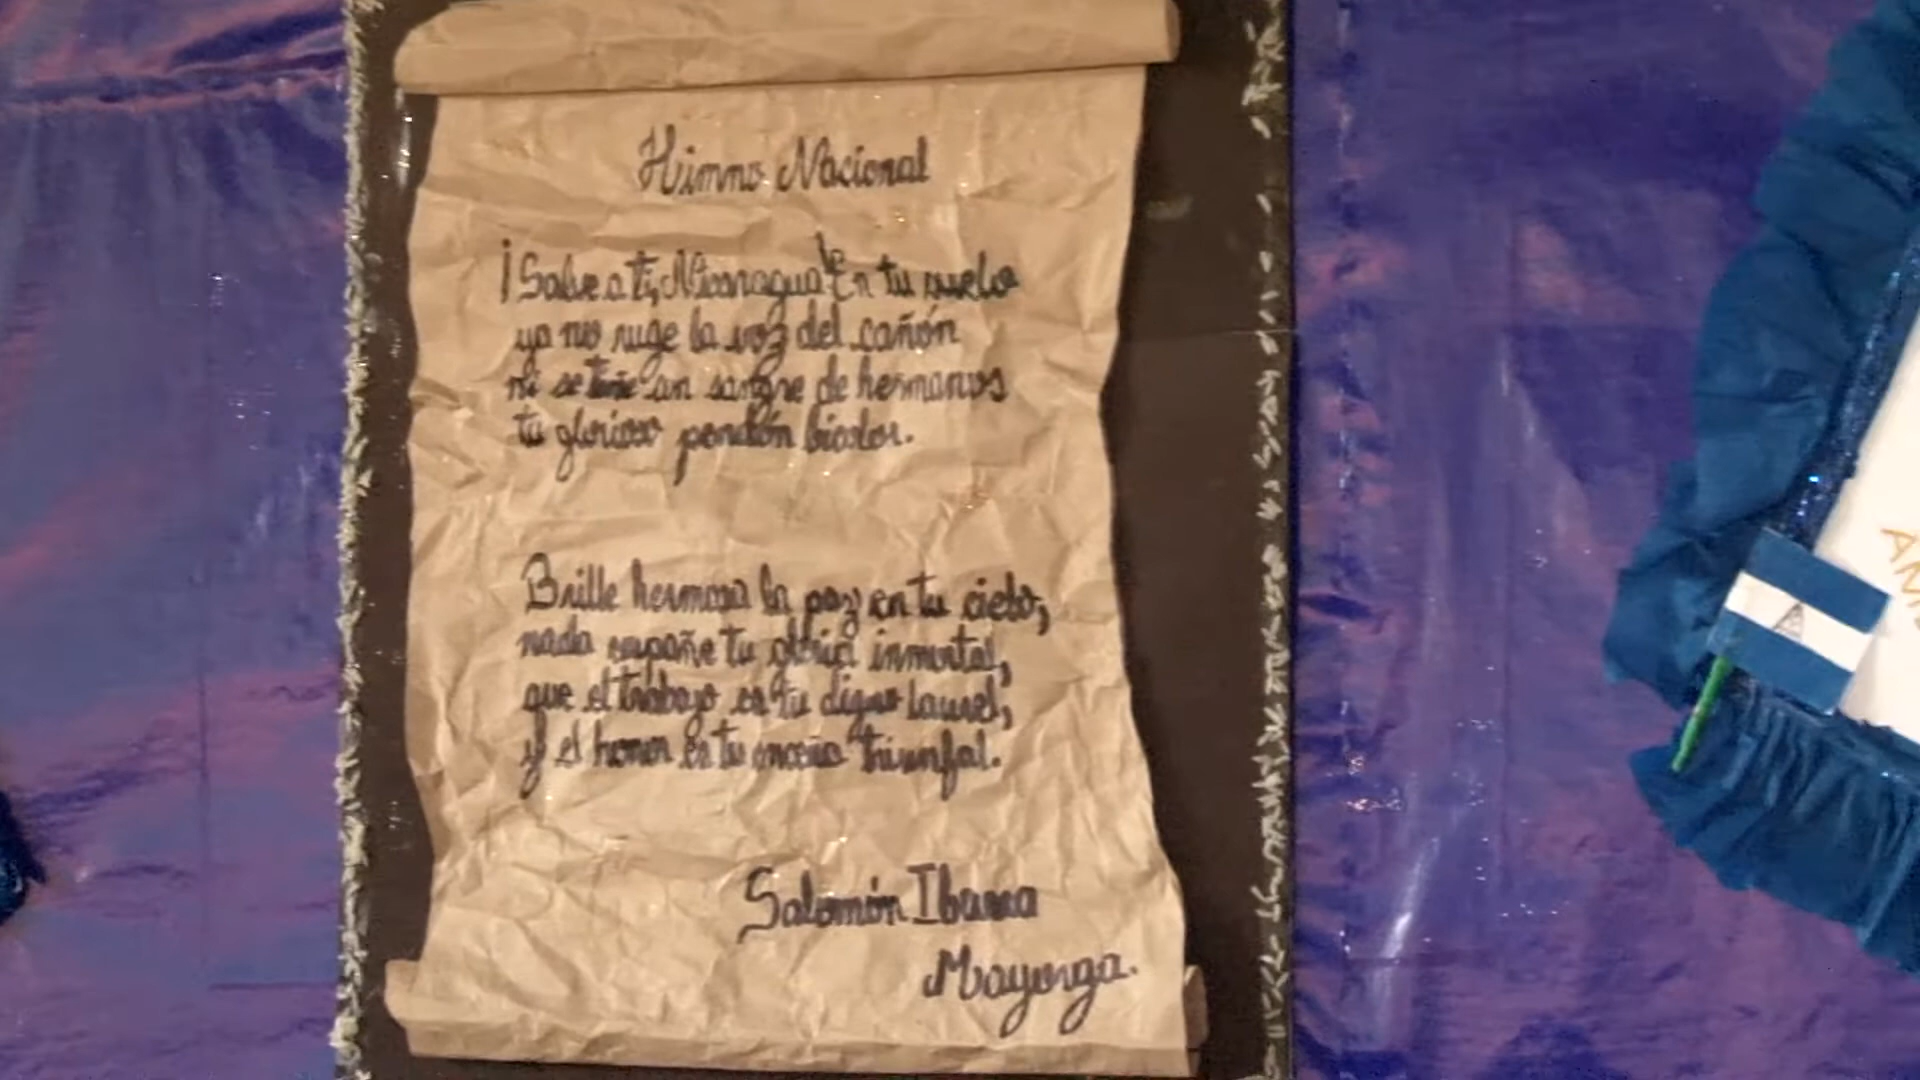 Himno Nacional
¡Salve a ti, Nicaragua! En tu suelo
ya no ruge la voz del cañón
ni se tiñe con sangre de hermanos
tu glorioso pendón bicolor.
Brille hermosa la paz en tu cielo,
nada empañe tu gloria inmortal,
que el trabajo es tu digno laurel,
y el honor es tu enseña triunfal.
Salomón Ibarra
Mayorga.